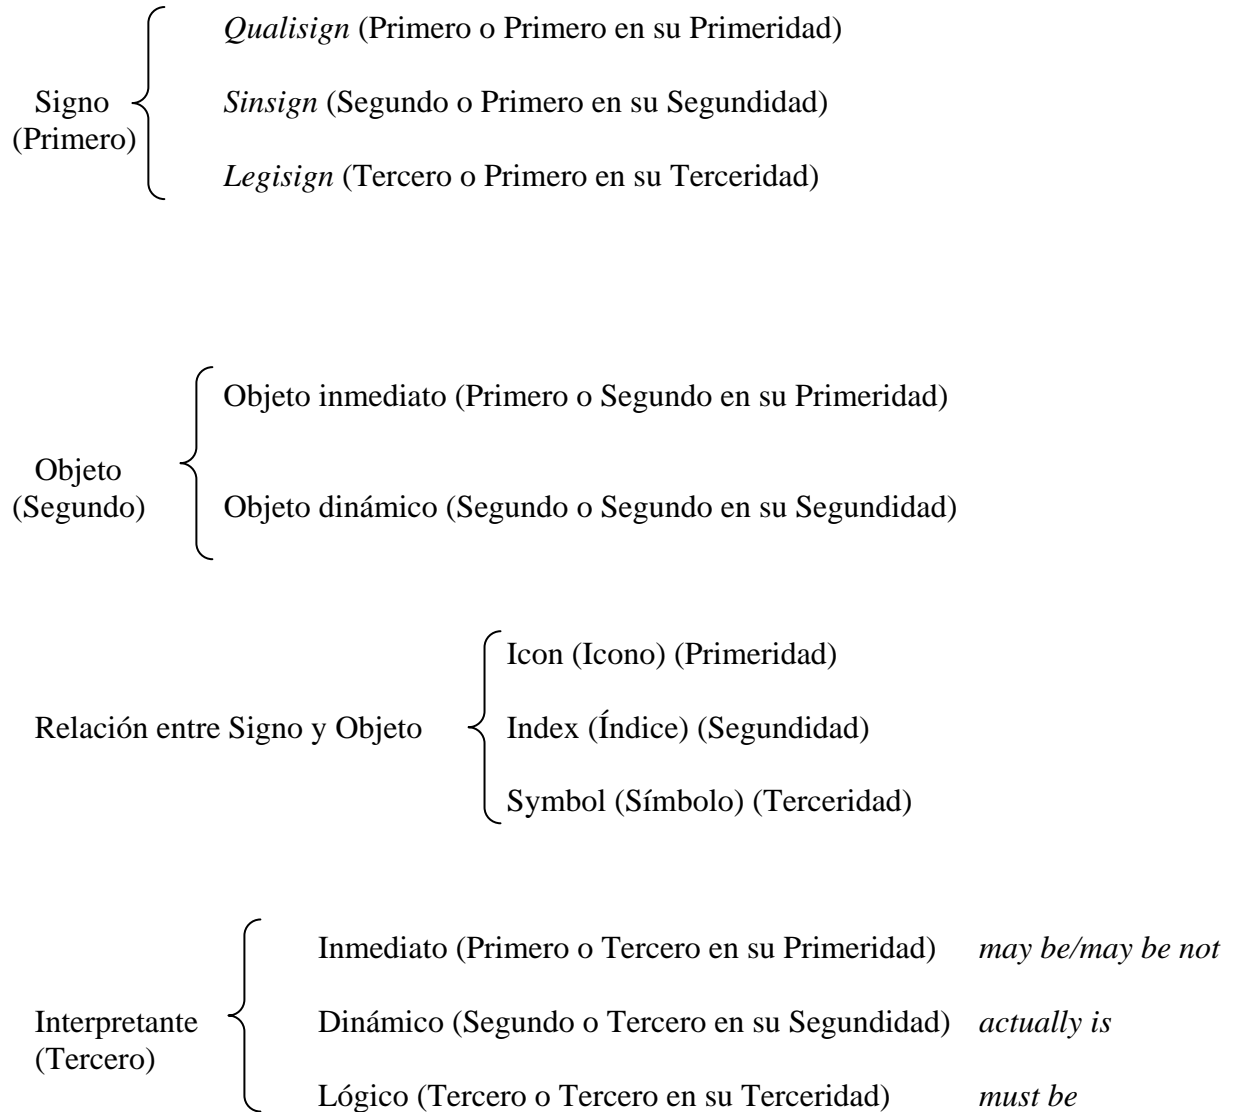 Qualisign (Primero o Primero en su Primeridad)
Signo
(Primero)
Sinsign (Segundo o Primero en su Segundidad)
Legisign (Tercero o Primero en su Terceridad)
Objeto inmediato (Primero o Segundo en su Primeridad)
Objeto
(Segundo)
Objeto dinámico (Segundo o Segundo en su Segundidad)
Icon (Icono) (Primeridad)
Relación entre Signo y Objeto
Index (Índice) (Segundidad)
Symbol (Símbolo) (Terceridad)
Inmediato (Primero o Tercero en su Primeridad) may be/may be not
Interpretante
(Tercero)
Dinámico (Segundo o Tercero en su Segundidad) actually is
Lógico (Tercero o Tercero en su Terceridad) must be